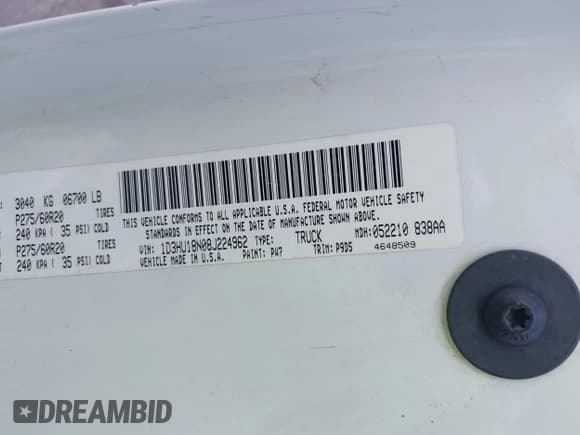 : 3040 KG 06700 LB
P275/60R20 TIRES
240 KPA ( 35 PSI) COLD
P275/60R20 TIRES
240 KPA ( 35 PSI) COLD
THIS VEHICLE CONFORMS TO ALL APPLICABLE U.S.A. FEDERAL MOTOR VEHICLE SAFETY
STANDARDS IN EFFECT ON THE DATE OF MANUFACTURE SHOWN ABOVE.
VIN: 1D3HU18N08J224962 TYPE: TRUCK MDH: 052210 838AA
MADE IN U.S.A. PAINT: PW7 TRIM: P9D5 4648509
DREAMBID